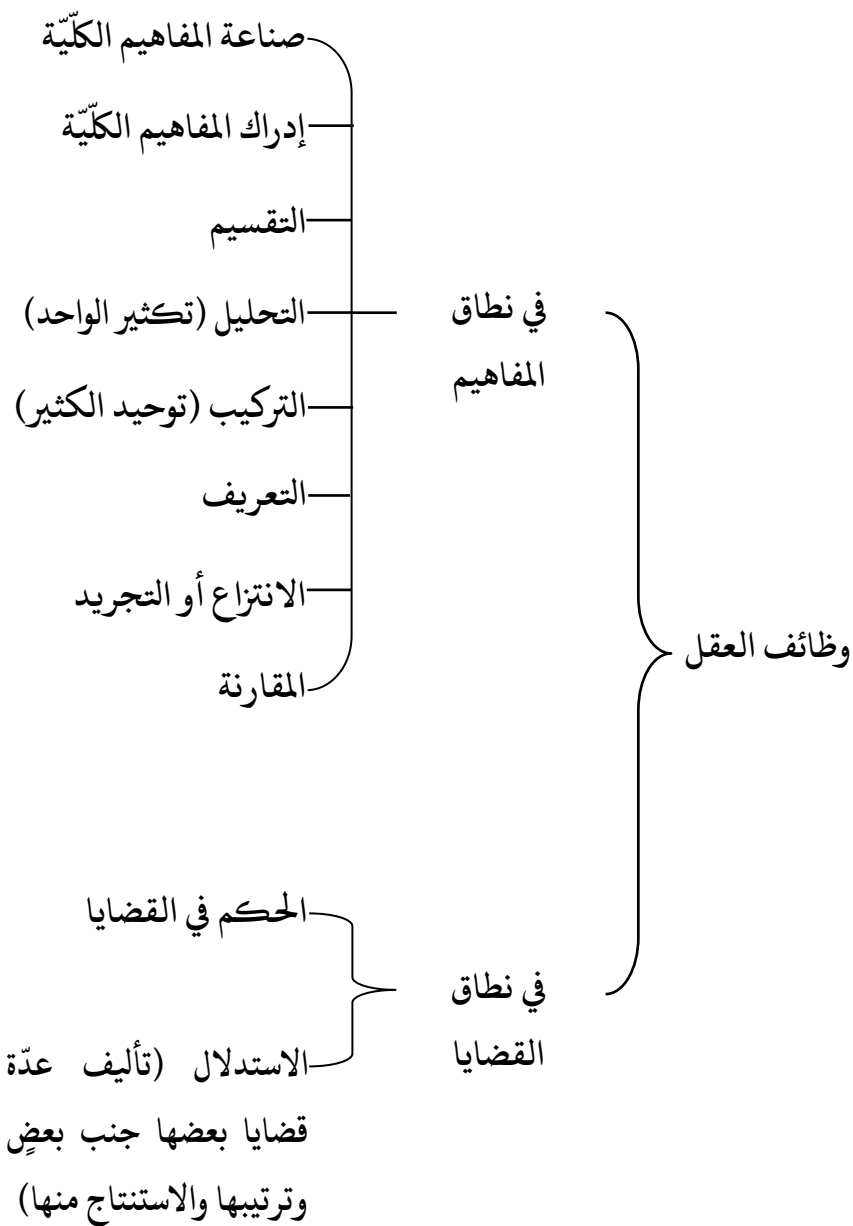 وظائف العقل
في نطاق
المفاهيم
صناعة المفاهيم الكلّيّة
إدراك المفاهيم الكلّيّة
التقسيم
التحليل (تكثير الواحد)
التركيب (توحيد الكثير)
التعريف
الانتزاع أو التجريد
المقارنة
في نطاق
القضايا
الحكم في القضايا
الاستدلال (تأليف عدّة
قضايا بعضها جنب بعضٍ
وترتيبها والاستنتاج منها)